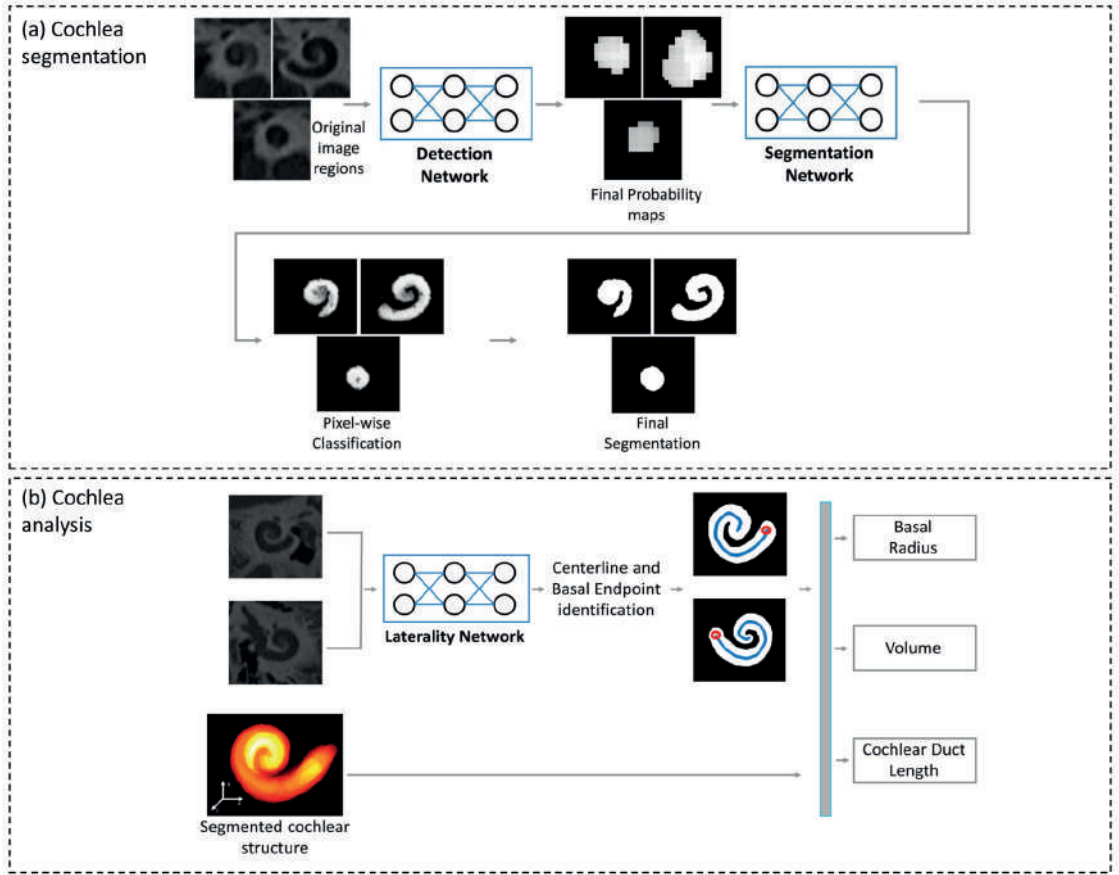 (a) Cochlea
segmentation
Original
image
regions
Detection
Network
Final Probability
maps
Segmentation
Network
Pixel-wise
Classification
Final
Segmentation
(b) Cochlea
analysis
Laterality Network
Centerline and
Basal Endpoint
identification
Basal
Radius
Volume
Cochlear Duct
Length
Segmented cochlear
structure